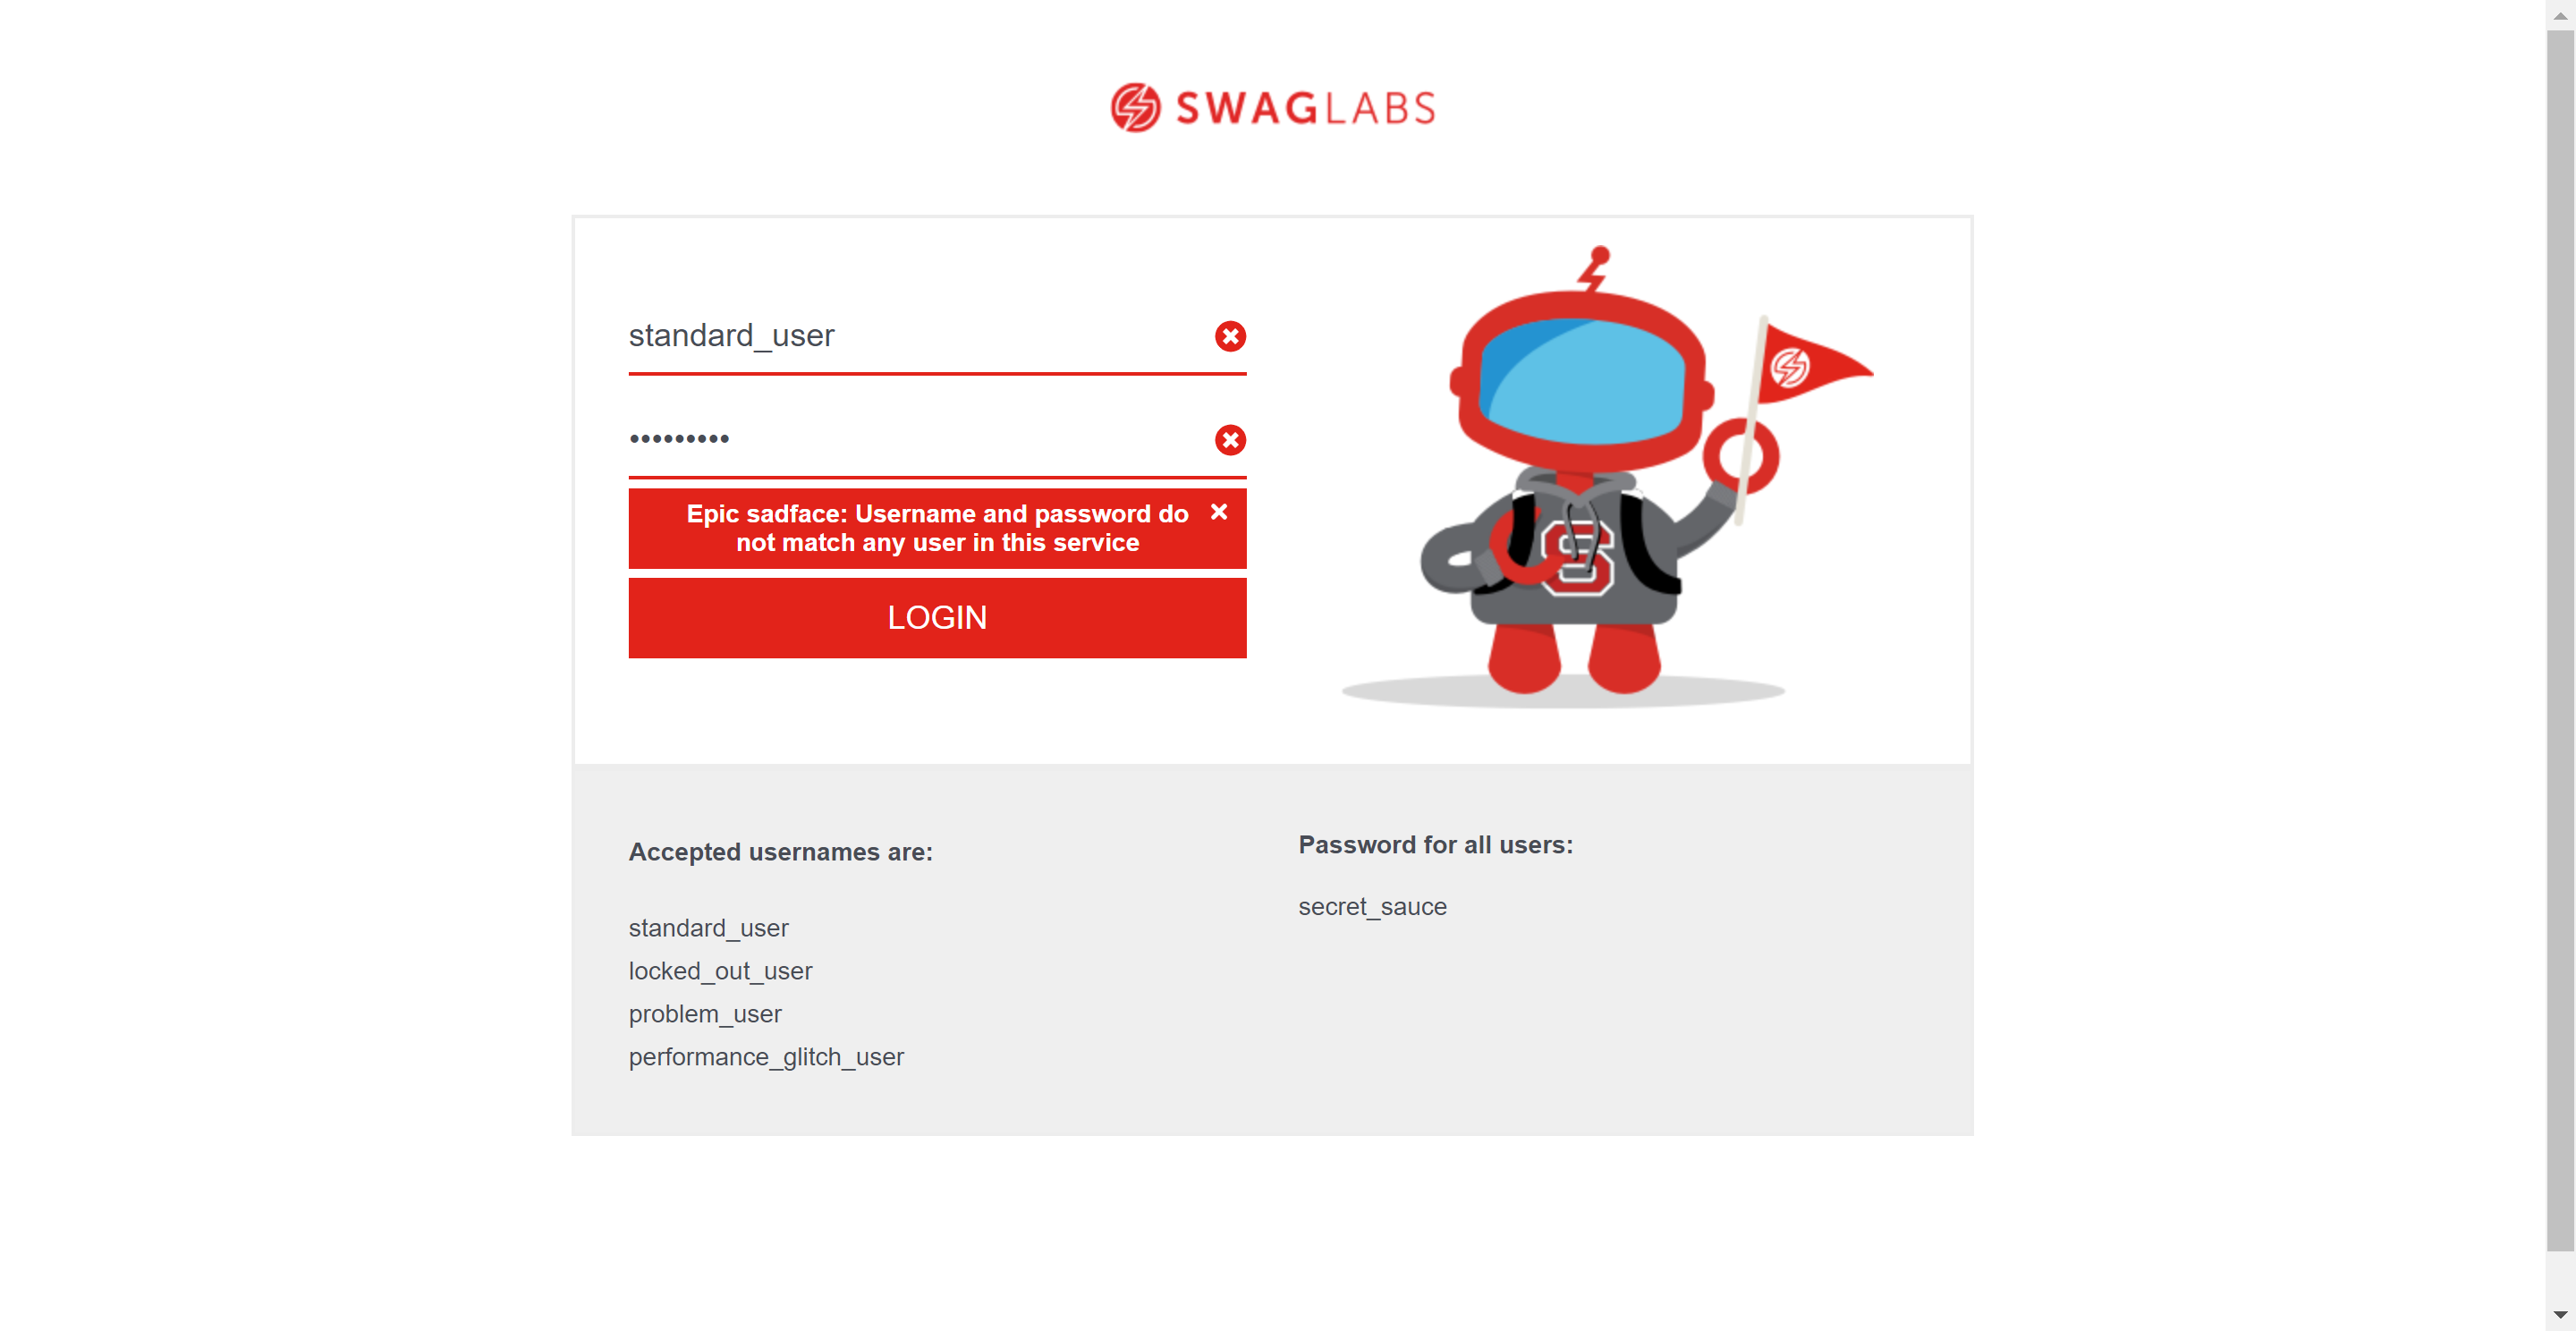 SWAGLABS
standard_user
•••••••••
Epic sadface: Username and password do
not match any user in this service
LOGIN
S
Accepted usernames are:
standard_user
locked_out_user
problem_user
performance_glitch_user
Password for all users:
secret_sauce